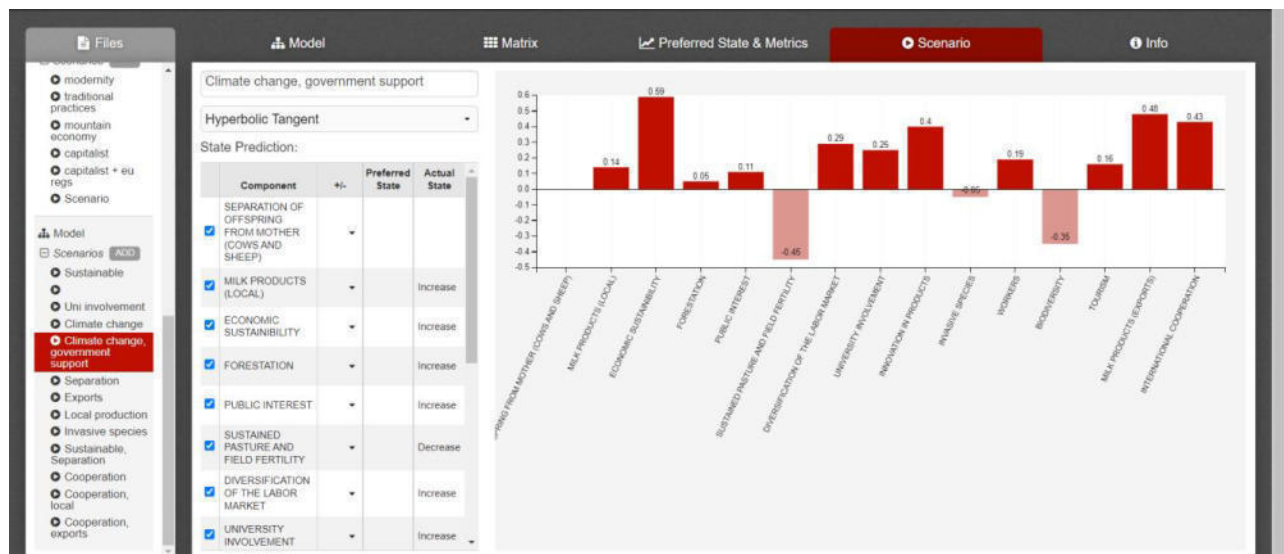 Files
Model
Matrix
Preferred State & Metrics
Scenario
Info
modernity
traditional
practices
mountain
economy
capitalist
capitalist + eu
regs
Scenario
Model
Scenarios ADD
Sustainable
Uni involvement
Climate change
Climate change,
government
support
Separation
Exports
Local production
Invasive species
Sustainable,
Separation
Cooperation
Cooperation,
local
Cooperation,
exports
Climate change, government support
Hyperbolic Tangent
State Prediction:
Component +/- Preferred State Actual State
SEPARATION OF
OFFSPRING
FROM MOTHER
(COWS AND
SHEEP)
MILK PRODUCTS
(LOCAL) Increase
ECONOMIC
SUSTAINIBILITY Increase
FORESTATION Increase
PUBLIC INTEREST Increase
SUSTAINED
PASTURE AND
FIELD FERTILITY Decrease
DIVERSIFICATION
OF THE LABOR
MARKET Increase
UNIVERSITY
INVOLVEMENT Increase
0.6
0.5
0.4
0.3
0.2
0.1
0.0
-0.1
-0.2
-0.3
-0.4
-0.5
0.14
0.59
0.05
0.11
-0.45
0.29
0.25
0.4
-0.05
0.19
-0.35
0.16
0.48
0.43
PRING FROM MOTHER (COWS AND SHEEP)
MILK PRODUCTS (LOCAL)
ECONOMIC SUSTAINIBILITY
FORESTATION
PUBLIC INTEREST
SUSTAINED PASTURE AND FIELD FERTILITY
DIVERSIFICATION OF THE LABOR MARKET
UNIVERSITY INVOLVEMENT
INNOVATION IN PRODUCTS
INVASIVE SPECIES
WORKERS
BIODIVERSITY
TOURISM
MILK PRODUCTS (EXPORTS)
INTERNATIONAL COOPERATION